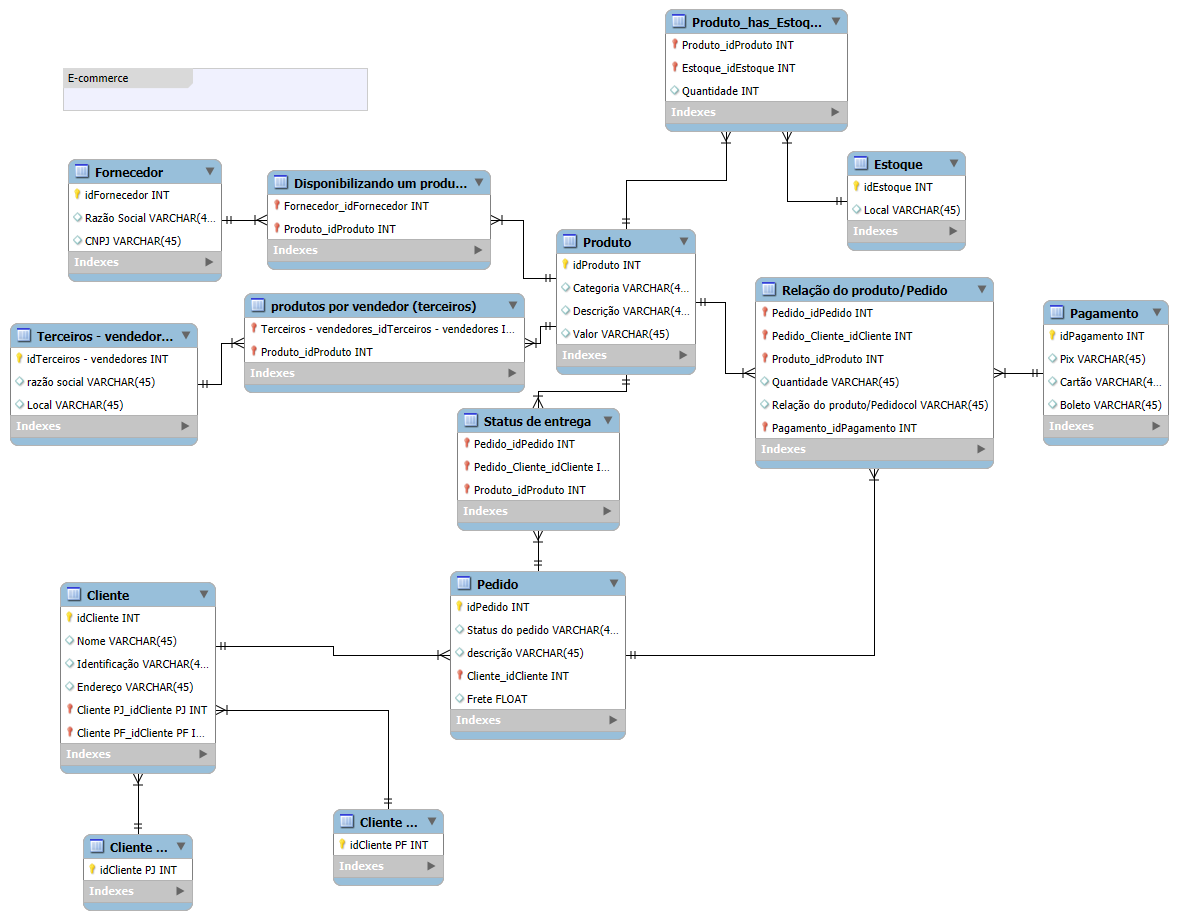 E-commerce
Produto_has_Estoq...
Produto_idProduto INT
Estoque_idEstoque INT
Quantidade INT
Indexes
Estoque
idEstoque INT
Local VARCHAR(45)
Indexes
Fornecedor
idFornecedor INT
Razão Social VARCHAR(4...
CNPJ VARCHAR(45)
Indexes
Disponibilizando um produ...
Fornecedor_idFornecedor INT
Produto_idProduto INT
Indexes
Produto
idProduto INT
Categoria VARCHAR(4...
Descrição VARCHAR(4...
Valor VARCHAR(45)
Indexes
produtos por vendedor (terceiros)
Terceiros - vendedores_idTerceiros - vendedores I...
Produto_idProduto INT
Indexes
Terceiros - vendedor...
idTerceiros - vendedores INT
razão social VARCHAR(45)
Local VARCHAR(45)
Indexes
Relação do produto/Pedido
Pedido_idPedido INT
Pedido_Cliente_idCliente INT
Produto_idProduto INT
Quantidade VARCHAR(45)
Relação do produto/Pedidocol VARCHAR(45)
Pagamento_idPagamento INT
Indexes
Pagamento
idPagamento INT
Pix VARCHAR(45)
Cartão VARCHAR(4...
Boleto VARCHAR(45)
Indexes
Status de entrega
Pedido_idPedido INT
Pedido_Cliente_idCliente I...
Produto_idProduto INT
Indexes
Pedido
idPedido INT
Status do pedido VARCHAR(4...
descrição VARCHAR(45)
Cliente_idCliente INT
Frete FLOAT
Indexes
Cliente
idCliente INT
Nome VARCHAR(45)
Identificação VARCHAR(4...
Endereço VARCHAR(45)
Cliente PJ_idCliente PJ INT
Cliente PF_idCliente PF I...
Indexes
Cliente ...
idCliente PF INT
Indexes
Cliente ...
idCliente PJ INT
Indexes